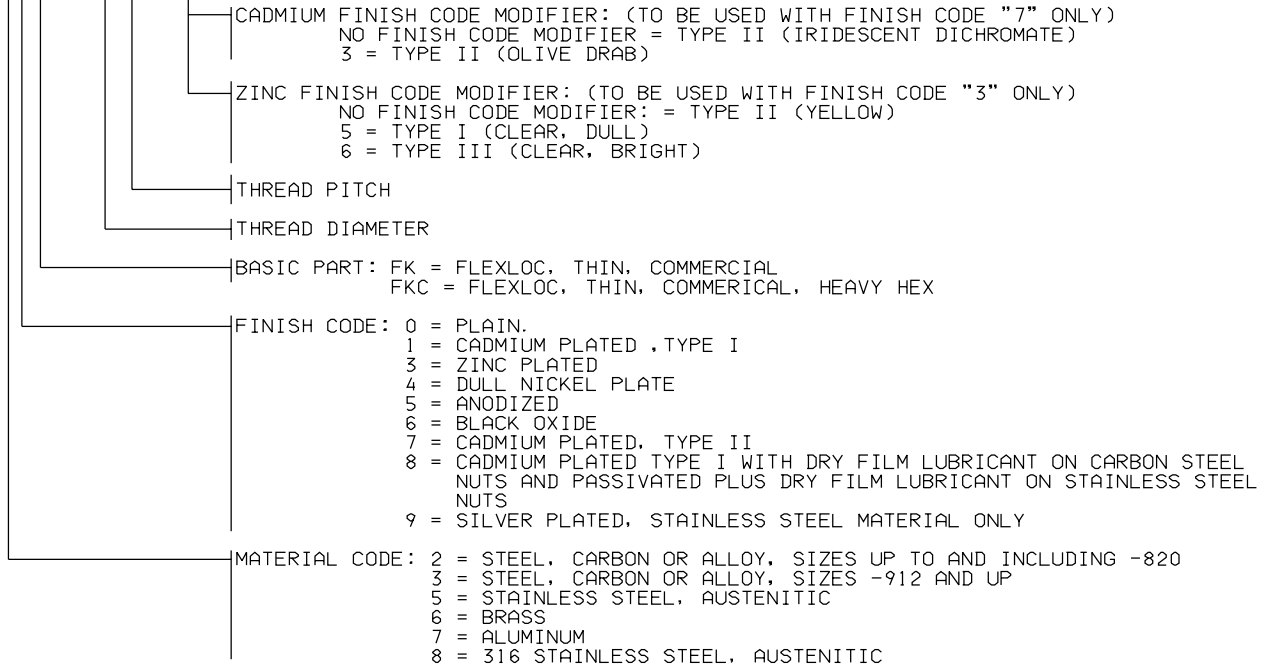 CADMIUM FINISH CODE MODIFIER: (TO BE USED WITH FINISH CODE "7" ONLY)
NO FINISH CODE MODIFIER = TYPE II (IRIDESCENT DICHROMATE)
3 = TYPE II (OLIVE DRAB)
ZINC FINISH CODE MODIFIER: (TO BE USED WITH FINISH CODE "3" ONLY)
NO FINISH CODE MODIFIER: = TYPE II (YELLOW)
5 = TYPE I (CLEAR, DULL)
6 = TYPE III (CLEAR, BRIGHT)
THREAD PITCH
THREAD DIAMETER
BASIC PART: FK = FLEXLOC, THIN, COMMERCIAL
FKC = FLEXLOC, THIN, COMMERICAL, HEAVY HEX
FINISH CODE: 0 = PLAIN.
1 = CADMIUM PLATED ,TYPE I
3 = ZINC PLATED
4 = DULL NICKEL PLATE
5 = ANODIZED
6 = BLACK OXIDE
7 = CADMIUM PLATED, TYPE II
8 = CADMIUM PLATED TYPE I WITH DRY FILM LUBRICANT ON CARBON STEEL
NUTS AND PASSIVATED PLUS DRY FILM LUBRICANT ON STAINLESS STEEL
NUTS
9 = SILVER PLATED, STAINLESS STEEL MATERIAL ONLY
MATERIAL CODE: 2 = STEEL, CARBON OR ALLOY, SIZES UP TO AND INCLUDING -820
3 = STEEL, CARBON OR ALLOY, SIZES -912 AND UP
5 = STAINLESS STEEL, AUSTENITIC
6 = BRASS
7 = ALUMINUM
8 = 316 STAINLESS STEEL, AUSTENITIC